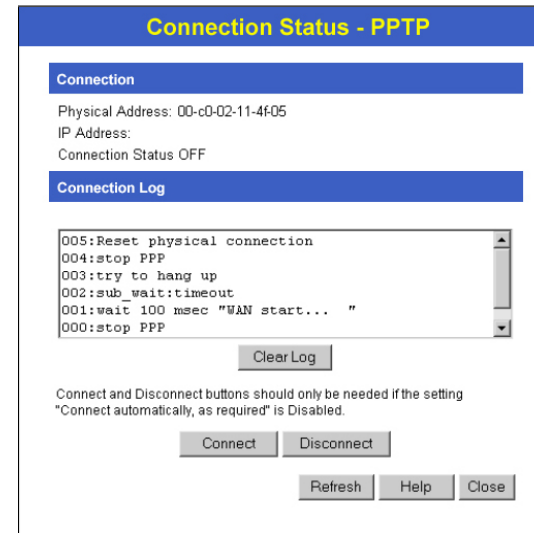 Connection Status - PPTP
Connection
Physical Address: 00-c0-02-11-4f-05
IP Address:
Connection Status OFF
Connection Log
005:Reset physical connection
004:stop PPP
003:try to hang up
002:sub_wait:timeout
001:wait 100 msec "WAN start...  "
000:stop PPP
Clear Log
Connect and Disconnect buttons should only be needed if the setting
"Connect automatically, as required" is Disabled.
Connect Disconnect
Refresh Help Close